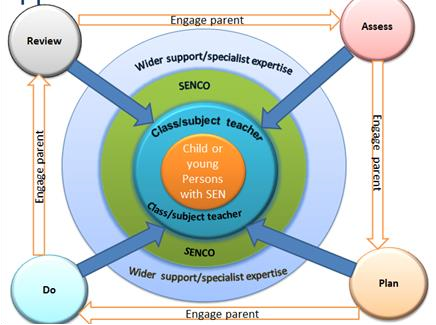 Engage parent
Review
Assess
Wider support/specialist expertise
SENCO
Class/subject teacher
Child or
young
Persons
with SEN
Engage parent
Engage parent
Class/subject teacher
SENCO
Wider support/specialist expertise
Do
Plan
Engage parent